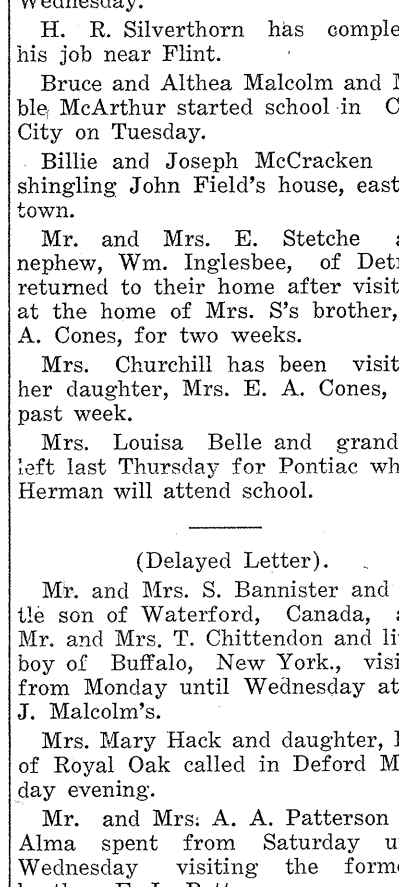 Wednesday.
H. R. Silverthorn has comple
his job near Flint.
Bruce and Althea Malcolm and
ble McArthur started school in C
City on Tuesday.
Billie and Joseph McCracken
shingling John Field's house, east
town.
Mr. and Mrs. E. Stetche a
nephew, Wm. Inglesbee, of Detr
returned to their home after visit
at the home of Mrs. S's brother,
A. Cones, for two weeks.
Mrs. Churchill has been visit
her daughter, Mrs. E. A. Cones,
past week.
Mrs. Louisa Belle and grand
left last Thursday for Pontiac wh
Herman will attend school.
(Delayed Letter).
Mr. and Mrs. S. Bannister and
tle son of Waterford, Canada, a
Mr. and Mrs. T. Chittendon and lit
boy of Buffalo, New York., visi
from Monday until Wednesday at
J. Malcolm's.
Mrs. Mary Hack and daughter,
of Royal Oak called in Deford M
day evening.
Mr. and Mrs. A. A. Patterson
Alma spent from Saturday u
Wednesday visiting the form